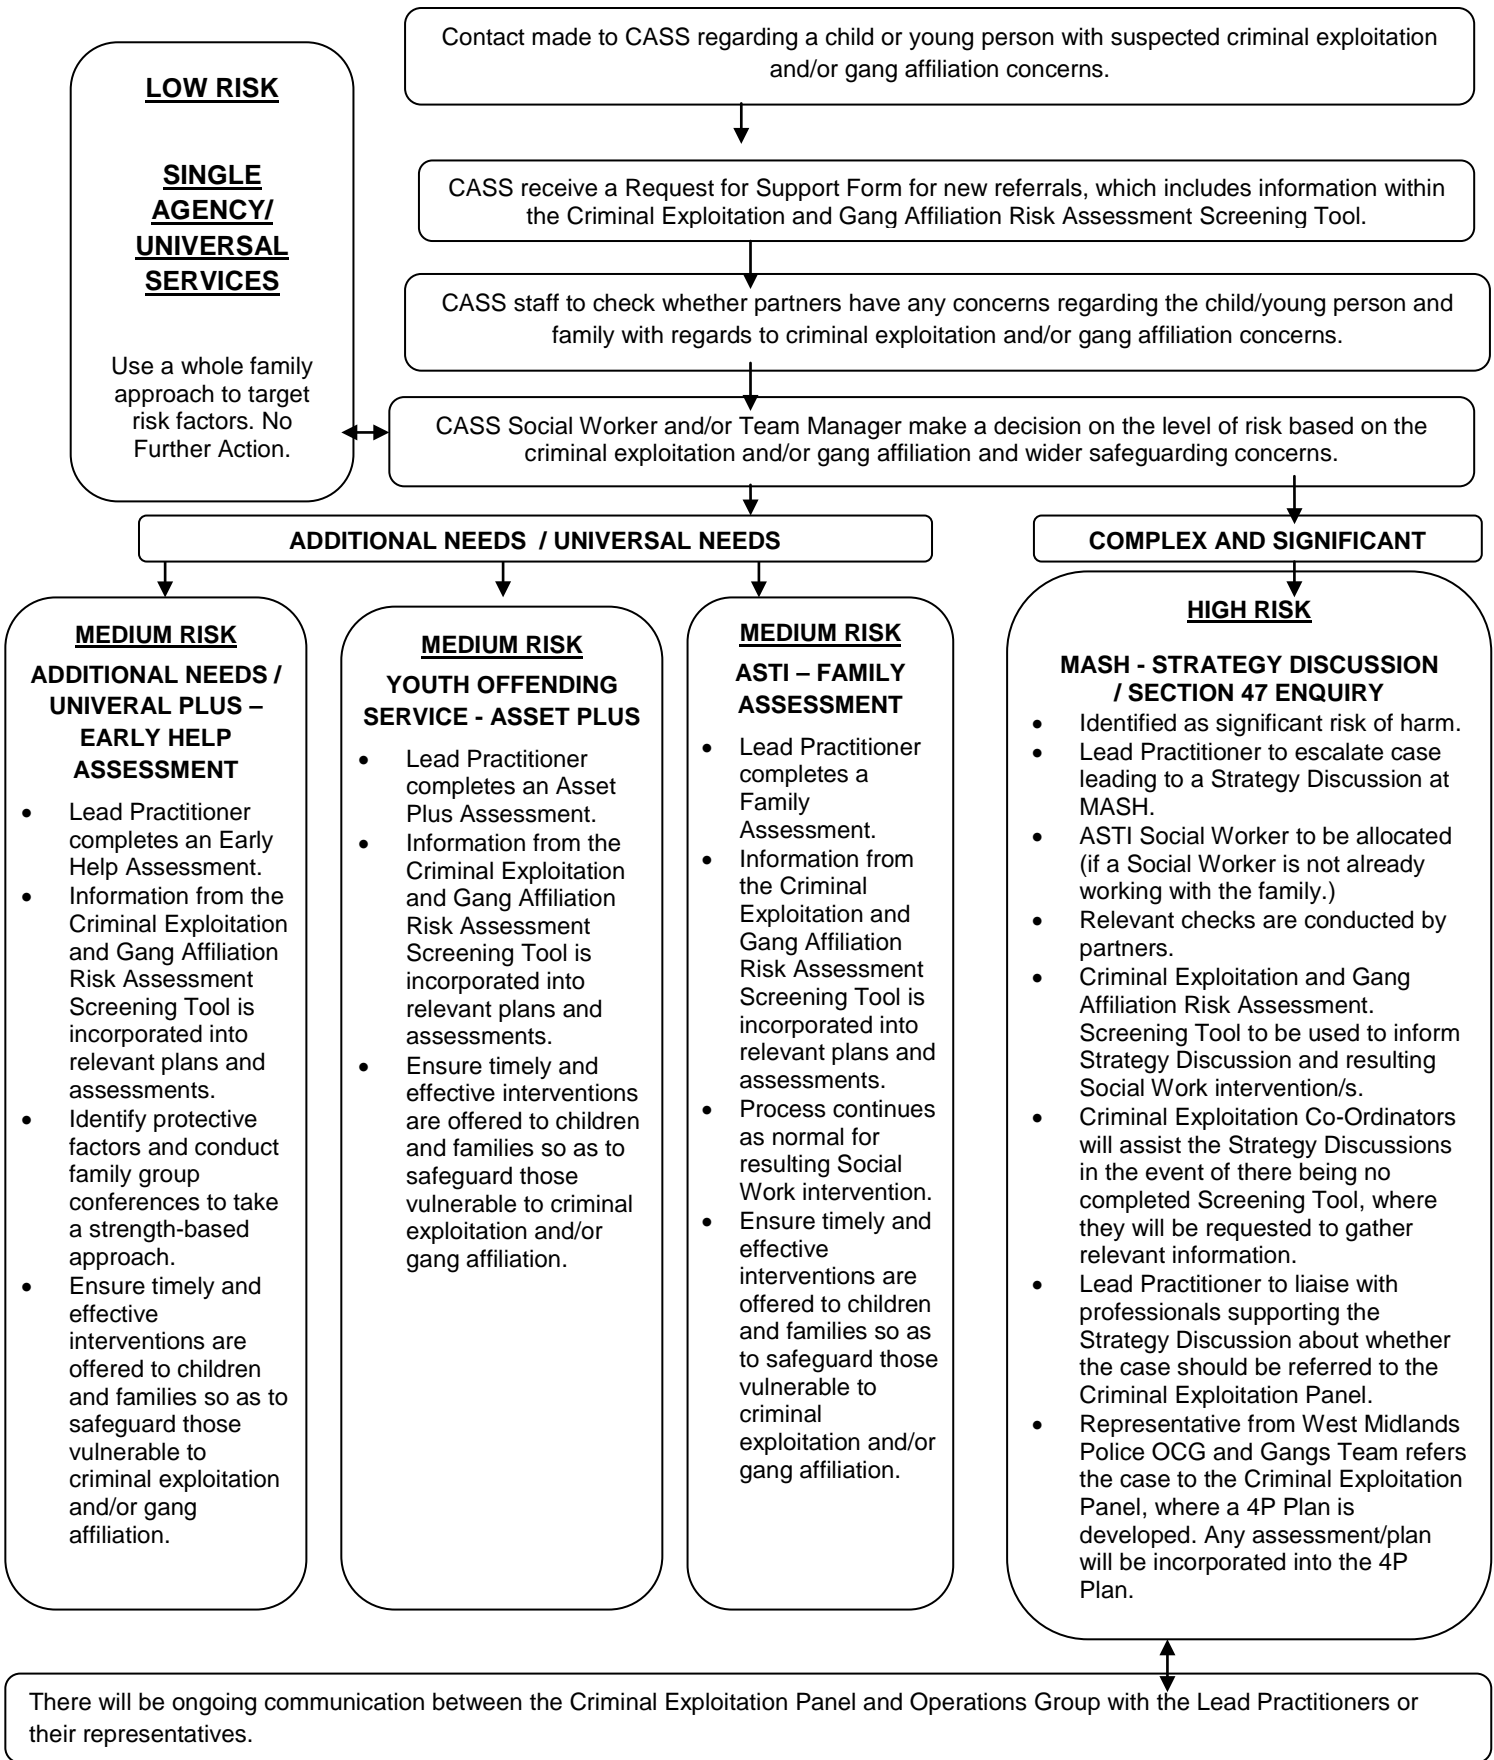 Contact made to CASS regarding a child or young person with suspected criminal exploitation
and/or gang affiliation concerns.
LOW RISK
SINGLE
AGENCY/
UNIVERSAL
SERVICES
Use a whole family
approach to target
risk factors. No
Further Action.
CASS receive a Request for Support Form for new referrals, which includes information within
the Criminal Exploitation and Gang Affiliation Risk Assessment Screening Tool.
CASS staff to check whether partners have any concerns regarding the child/young person and
family with regards to criminal exploitation and/or gang affiliation concerns.
CASS Social Worker and/or Team Manager make a decision on the level of risk based on the
criminal exploitation and/or gang affiliation and wider safeguarding concerns.
ADDITIONAL NEEDS / UNIVERSAL NEEDS
COMPLEX AND SIGNIFICANT
MEDIUM RISK
ADDITIONAL NEEDS /
UNIVERAL PLUS –
EARLY HELP
ASSESSMENT
• Lead Practitioner
completes an Early
Help Assessment.
• Information from the
Criminal Exploitation
and Gang Affiliation
Risk Assessment
Screening Tool is
incorporated into
relevant plans and
assessments.
• Identify protective
factors and conduct
family group
conferences to take
a strength-based
approach.
• Ensure timely and
effective
interventions are
offered to children
and families so as to
safeguard those
vulnerable to
criminal exploitation
and/or gang
affiliation.
MEDIUM RISK
YOUTH OFFENDING
SERVICE - ASSET PLUS
• Lead Practitioner
completes an Asset
Plus Assessment.
• Information from the
Criminal Exploitation
and Gang Affiliation
Risk Assessment
Screening Tool is
incorporated into
relevant plans and
assessments.
• Ensure timely and
effective interventions
are offered to children
and families so as to
safeguard those
vulnerable to criminal
exploitation and/or
gang affiliation.
MEDIUM RISK
ASTI – FAMILY
ASSESSMENT
• Lead Practitioner
completes a
Family
Assessment.
• Information from
the Criminal
Exploitation and
Gang Affiliation
Risk Assessment
Screening Tool is
incorporated into
relevant plans and
assessments.
• Process continues
as normal for
resulting Social
Work intervention.
• Ensure timely and
effective
interventions are
offered to children
and families so as
to safeguard those
vulnerable to
criminal
exploitation and/or
gang affiliation.
HIGH RISK
MASH - STRATEGY DISCUSSION
/ SECTION 47 ENQUIRY
• Identified as significant risk of harm.
• Lead Practitioner to escalate case
leading to a Strategy Discussion at
MASH.
• ASTI Social Worker to be allocated
(if a Social Worker is not already
working with the family.)
• Relevant checks are conducted by
partners.
• Criminal Exploitation and Gang
Affiliation Risk Assessment.
Screening Tool to be used to inform
Strategy Discussion and resulting
Social Work intervention/s.
• Criminal Exploitation Co-Ordinators
will assist the Strategy Discussions
in the event of there being no
completed Screening Tool, where
they will be requested to gather
relevant information.
• Lead Practitioner to liaise with
professionals supporting the
Strategy Discussion about whether
the case should be referred to the
Criminal Exploitation Panel.
• Representative from West Midlands
Police OCG and Gangs Team refers
the case to the Criminal Exploitation
Panel, where a 4P Plan is
developed. Any assessment/plan
will be incorporated into the 4P
Plan.
There will be ongoing communication between the Criminal Exploitation Panel and Operations Group with the Lead Practitioners or
their representatives.